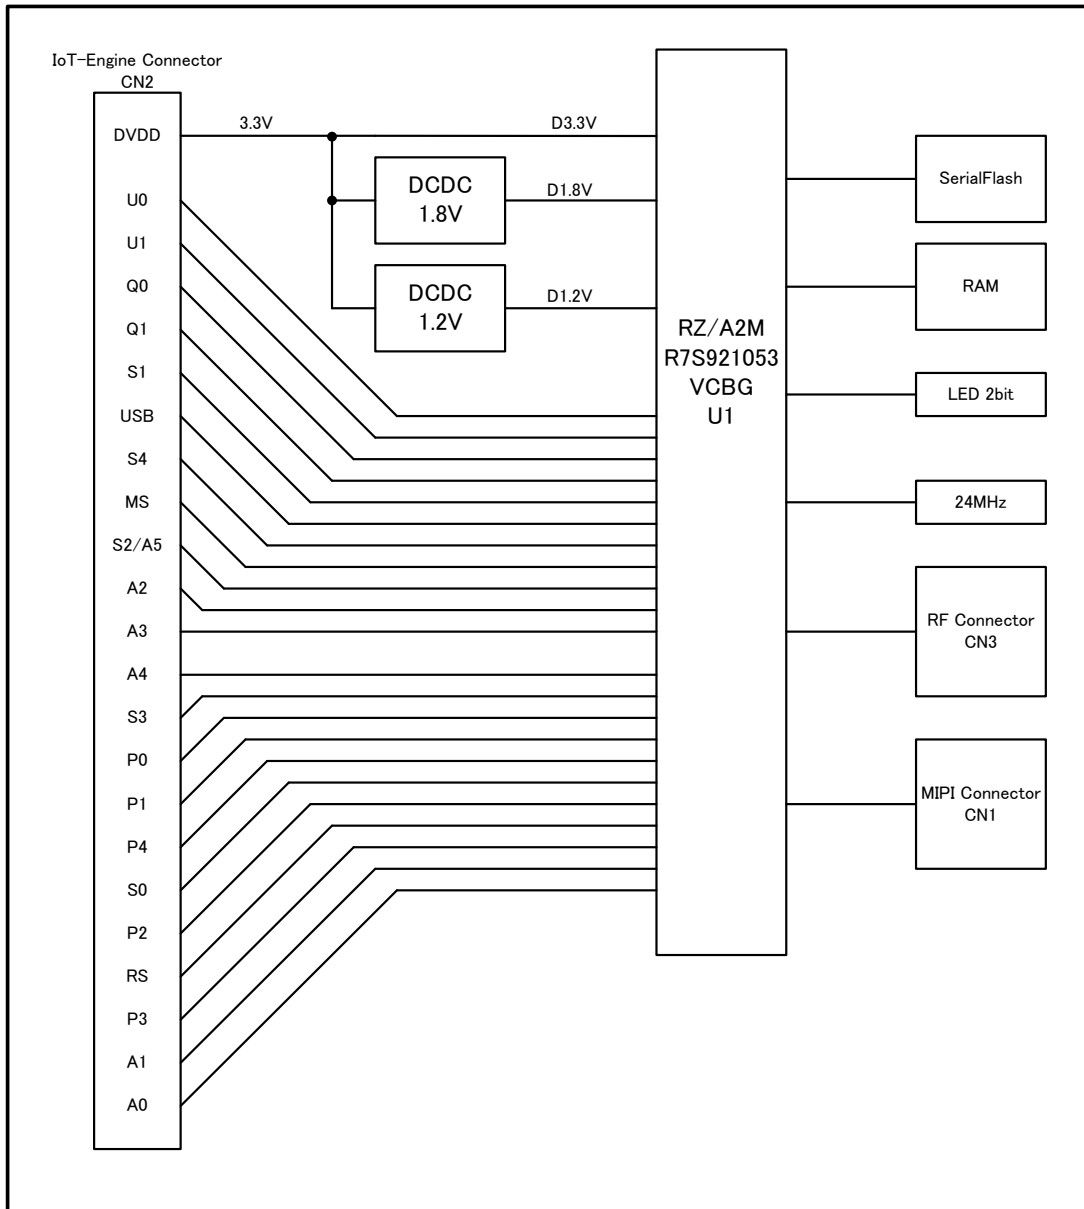 IoT-Engine Connector
CN2
DVDD
U0
U1
Q0
Q1
S1
USB
S4
MS
S2/A5
A2
A3
A4
S3
P0
P1
P4
S0
P2
RS
P3
A1
A0
3.3V
D3.3V
DCDC
1.8V
D1.8V
DCDC
1.2V
D1.2V
RZ/A2M
R7S921053
VCBG
U1
SerialFlash
RAM
LED 2bit
24MHz
RF Connector
CN3
MIPI Connector
CN1